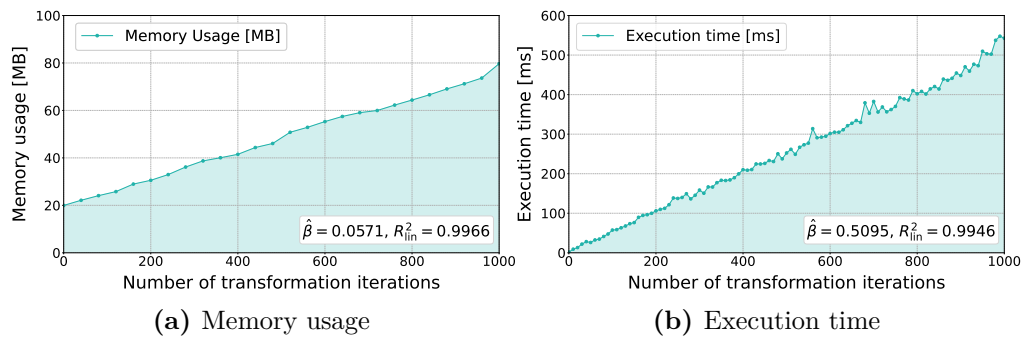 100
80
60
40
20
0
Memory usage [MB]
Memory Usage [MB]
β̂ = 0.0571, R²lin = 0.9966
0 200 400 600 800 1000
Number of transformation iterations
(a) Memory usage
600
500
400
300
200
100
0
Execution time [ms]
Execution time [ms]
β̂ = 0.5095, R²lin = 0.9946
0 200 400 600 800 1000
Number of transformation iterations
(b) Execution time